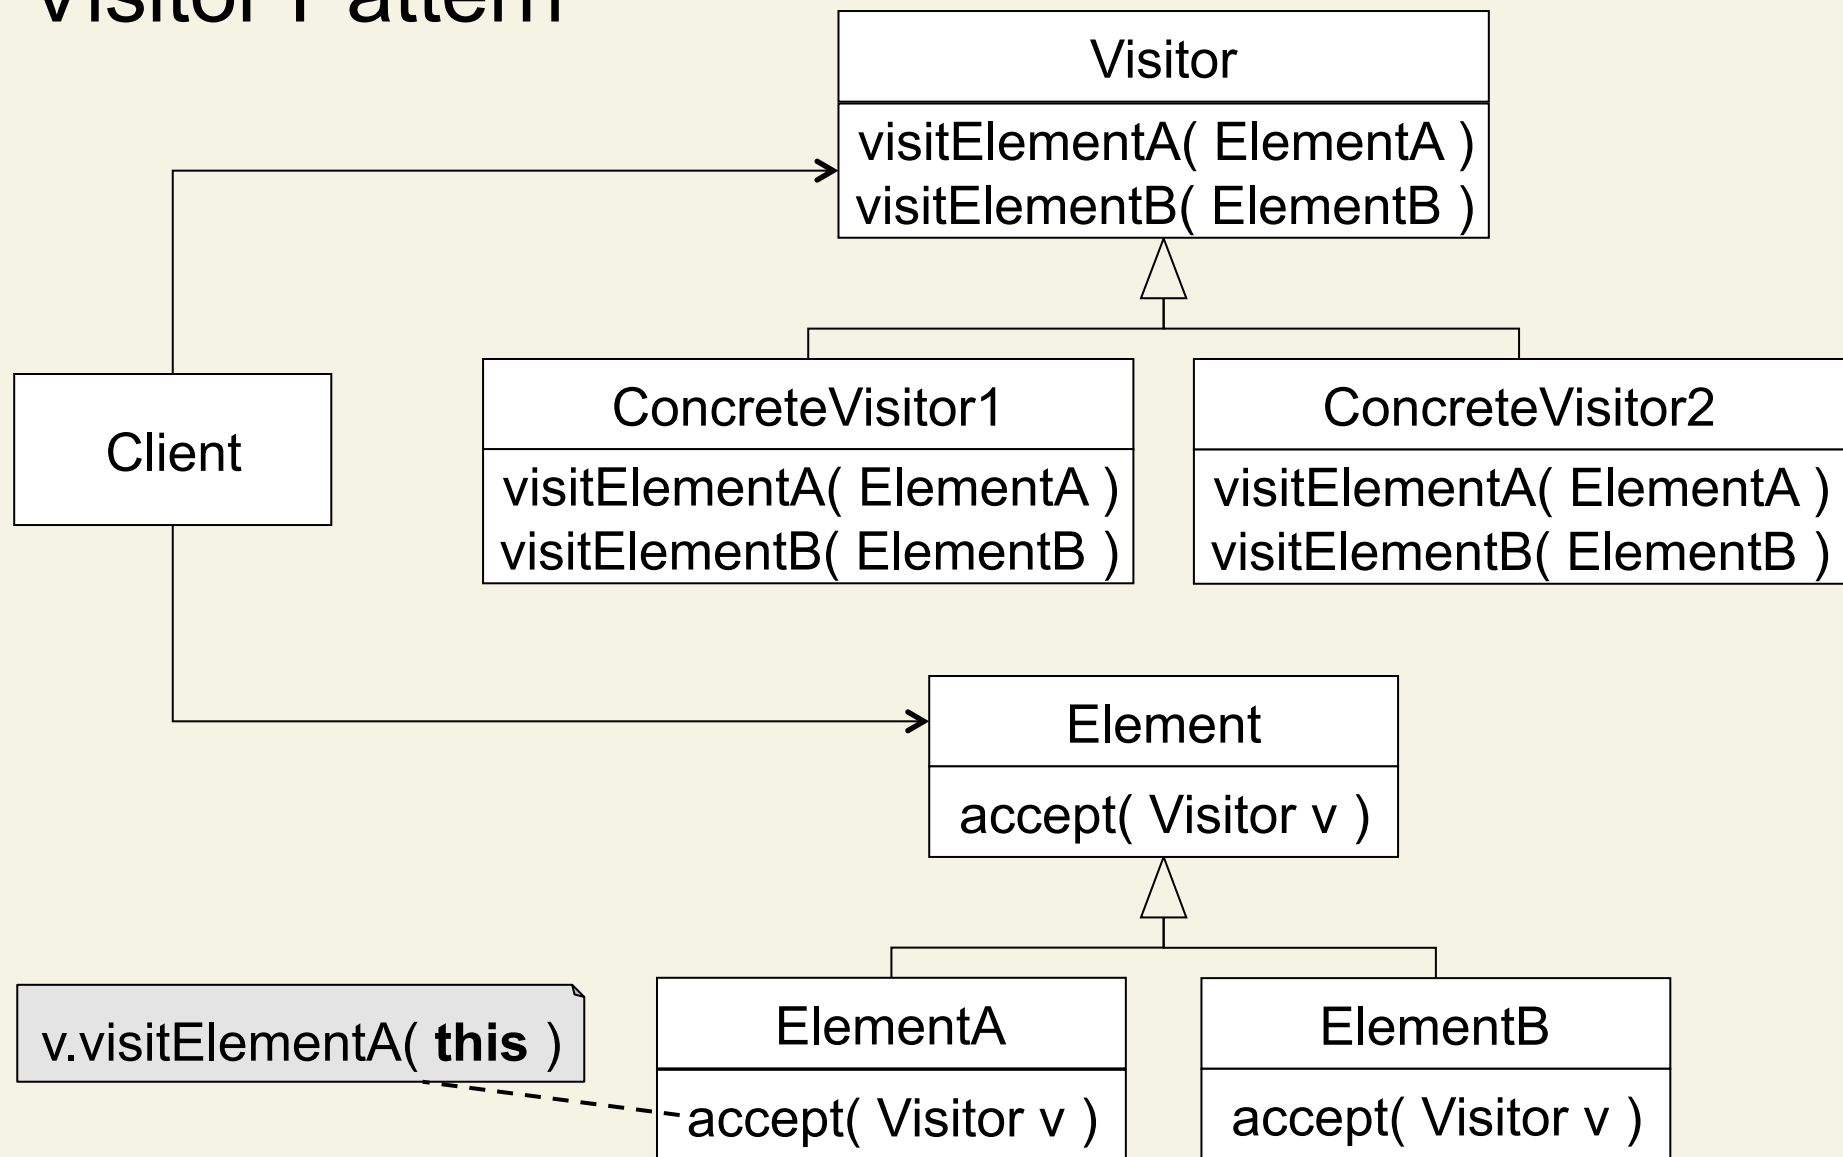 Visitor Pattern
Visitor
visitElementA( ElementA )
visitElementB( ElementB )
Client
ConcreteVisitor1
visitElementA( ElementA )
visitElementB( ElementB )
ConcreteVisitor2
visitElementA( ElementA )
visitElementB( ElementB )
Element
accept( Visitor v )
v.visitElementA( this )
ElementA
accept( Visitor v )
ElementB
accept( Visitor v )